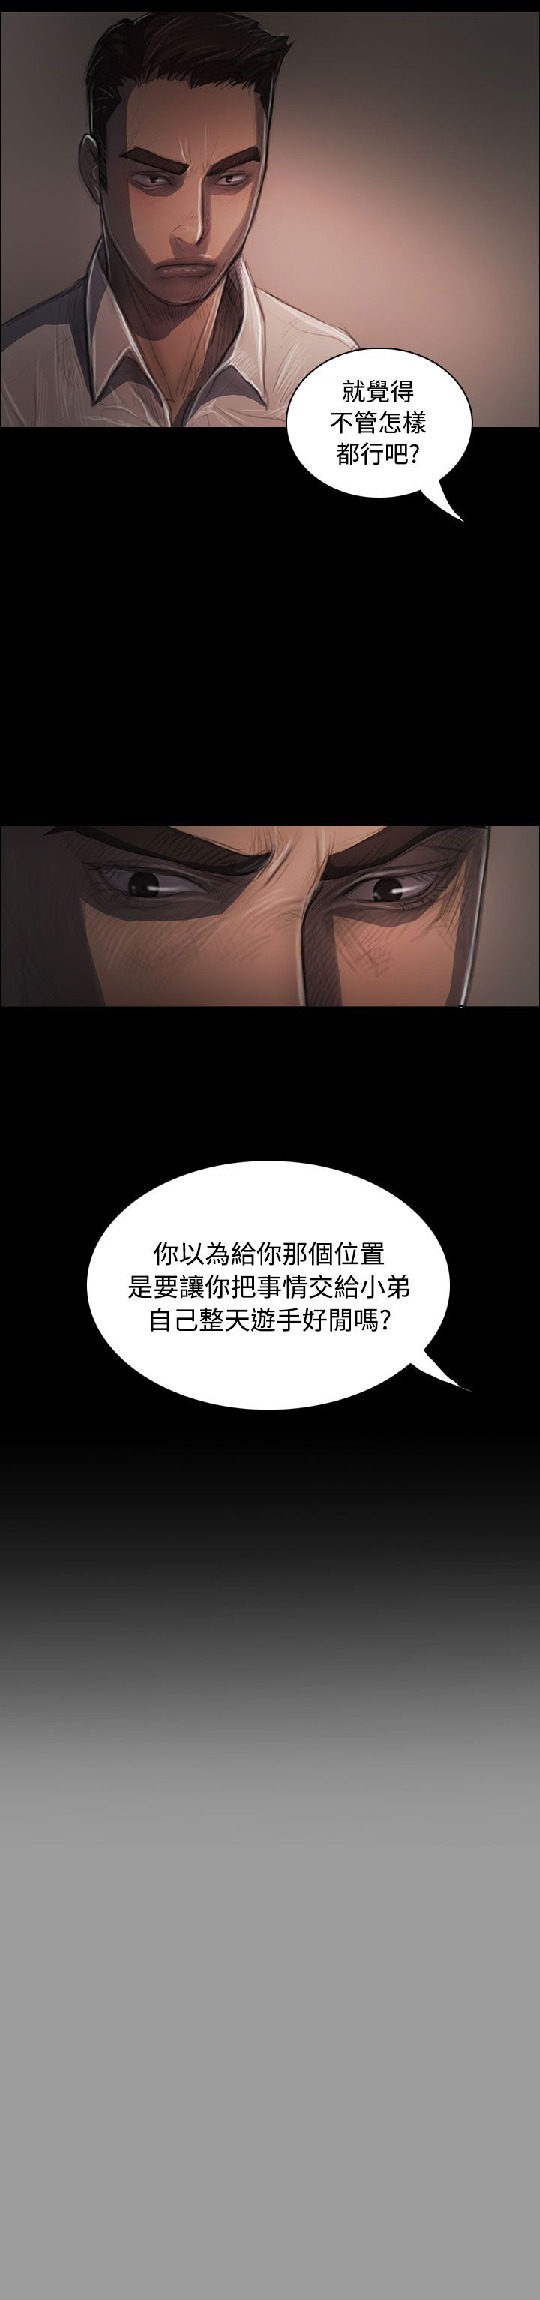 就覺得
不管怎樣
都行吧?
你以為給你那個位置
是要讓你把事情交給小弟
自己整天遊手好閒嗎?